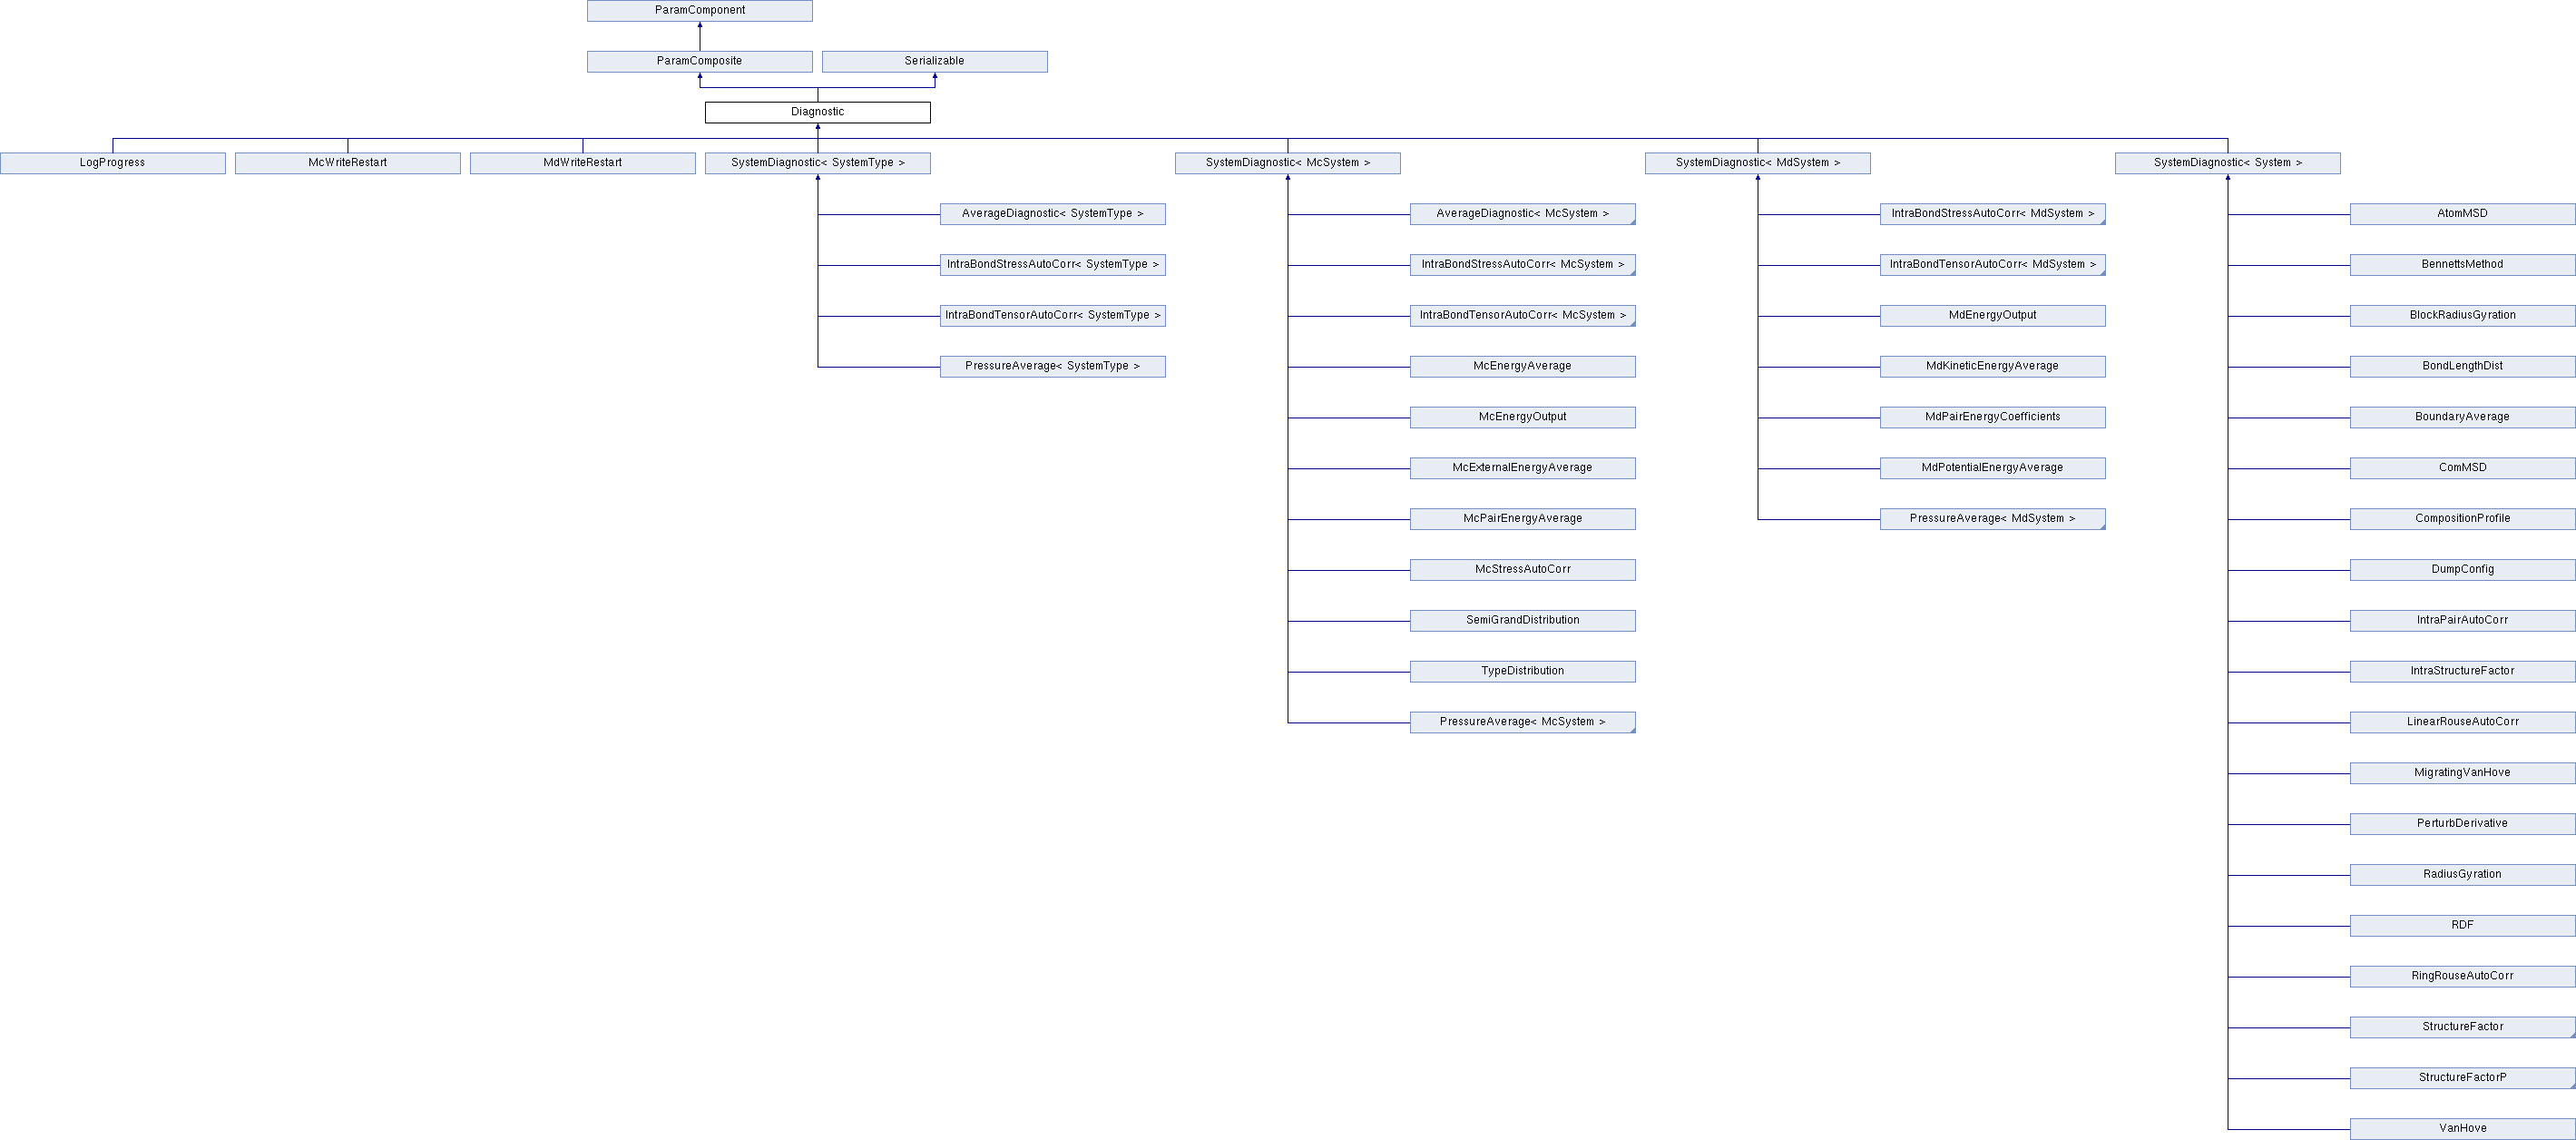 ParamComponent
ParamComposite
Serializable
Diagnostic
LogProgress
McWriteRestart
MdWriteRestart
SystemDiagnostic< SystemType >
SystemDiagnostic< McSystem >
SystemDiagnostic< MdSystem >
SystemDiagnostic< System >
AverageDiagnostic< SystemType >
IntraBondStressAutoCorr< SystemType >
IntraBondTensorAutoCorr< SystemType >
PressureAverage< SystemType >
AverageDiagnostic< McSystem >
IntraBondStressAutoCorr< McSystem >
IntraBondTensorAutoCorr< McSystem >
McEnergyAverage
McEnergyOutput
McExternalEnergyAverage
McPairEnergyAverage
McStressAutoCorr
SemiGrandDistribution
TypeDistribution
PressureAverage< McSystem >
IntraBondStressAutoCorr< MdSystem >
IntraBondTensorAutoCorr< MdSystem >
MdEnergyOutput
MdKineticEnergyAverage
MdPairEnergyCoefficients
MdPotentialEnergyAverage
PressureAverage< MdSystem >
AtomMSD
BennettsMethod
BlockRadiusGyration
BondLengthDist
BoundaryAverage
ComMSD
CompositionProfile
DumpConfig
IntraPairAutoCorr
IntraStructureFactor
LinearRouseAutoCorr
MigratingVanHove
PerturbDerivative
RadiusGyration
RDF
RingRouseAutoCorr
StructureFactor
StructureFactorP
VanHove